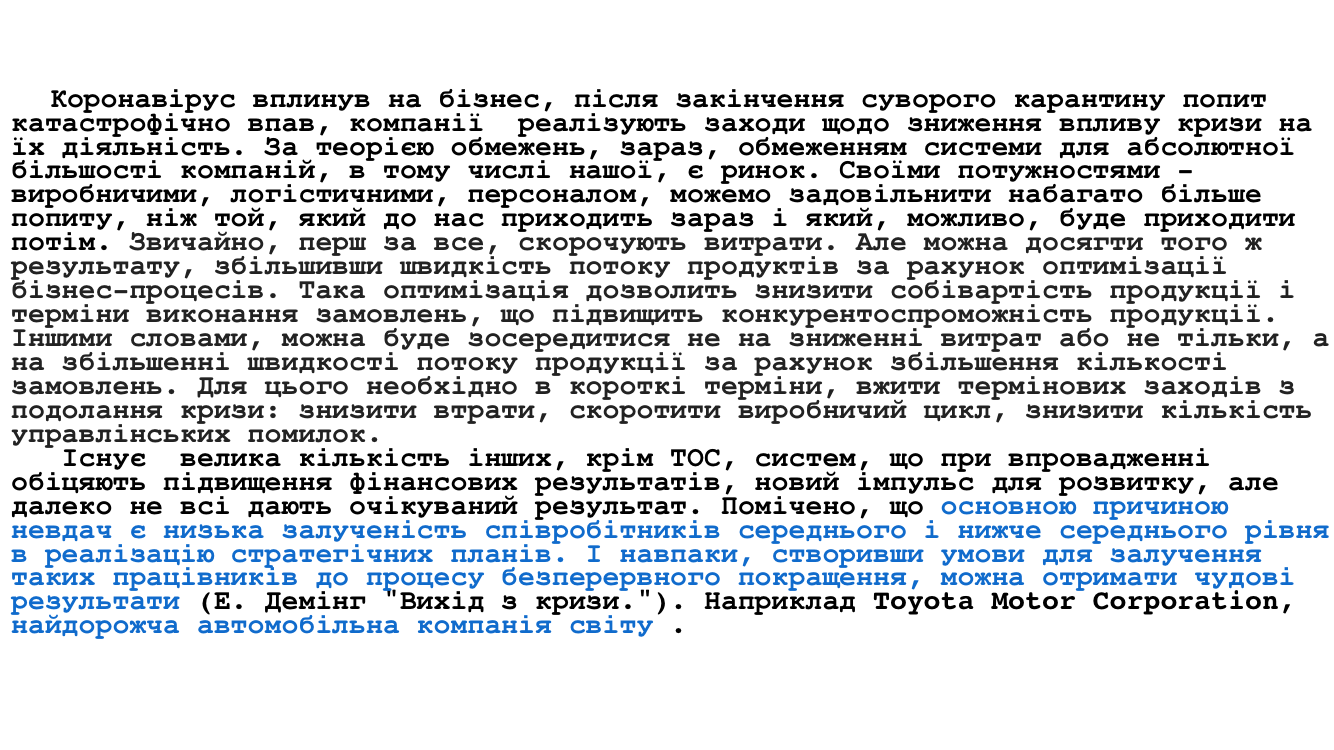 Коронавірус вплинув на бізнес, після закінчення суворого карантину попит
катастрофічно впав, компанії  реалізують заходи щодо зниження впливу кризи на
їх діяльність. За теорією обмежень, зараз, обмеженням системи для абсолютної
більшості компаній, в тому числі нашої, є ринок. Своїми потужностями –
виробничими, логістичними, персоналом, можемо задовільнити набагато більше
попиту, ніж той, який до нас приходить зараз і який, можливо, буде приходити
потім. Звичайно, перш за все, скорочують витрати. Але можна досягти того ж
результату, збільшивши швидкість потоку продуктів за рахунок оптимізації
бізнес-процесів. Така оптимізація дозволить знизити собівартість продукції і
терміни виконання замовлень, що підвищить конкурентоспроможність продукції.
Іншими словами, можна буде зосередитися не на зниженні витрат або не тільки, а
на збільшенні швидкості потоку продукції за рахунок збільшення кількості
замовлень. Для цього необхідно в короткі терміни, вжити термінових заходів з
подолання кризи: знизити втрати, скоротити виробничий цикл, знизити кількість
управлінських помилок.
Існує  велика кількість інших, крім ТОС, систем, що при впровадженні
обіцяють підвищення фінансових результатів, новий імпульс для розвитку, але
далеко не всі дають очікуваний результат. Помічено, що основною причиною
невдач є низька залученість співробітників середнього і нижче середнього рівня
в реалізацію стратегічних планів. І навпаки, створивши умови для залучення
таких працівників до процесу безперервного покращення, можна отримати чудові
результати (Е. Демінг "Вихід з кризи."). Наприклад Toyota Motor Corporation,
найдорожча автомобільна компанія світу .